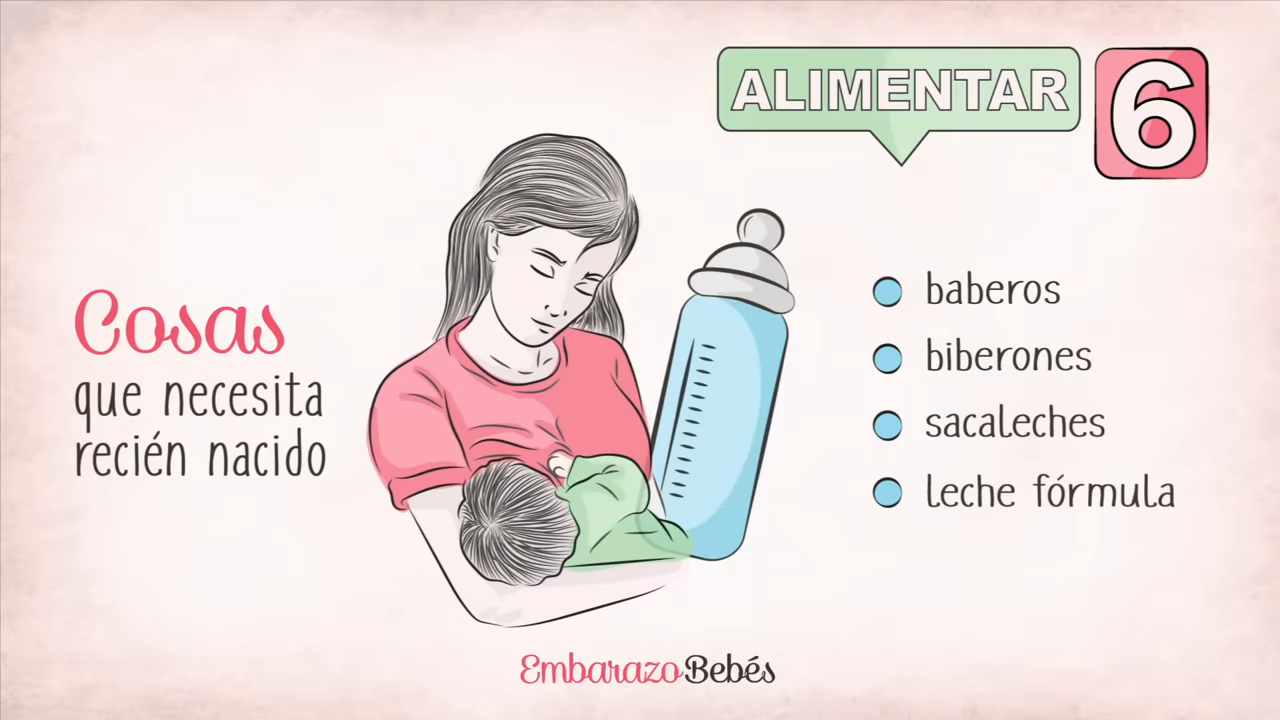 ALIMENTAR 6
Cosas
que necesita
recién nacido
baberos
biberones
sacaleches
leche fórmula
EmbarazoBebés